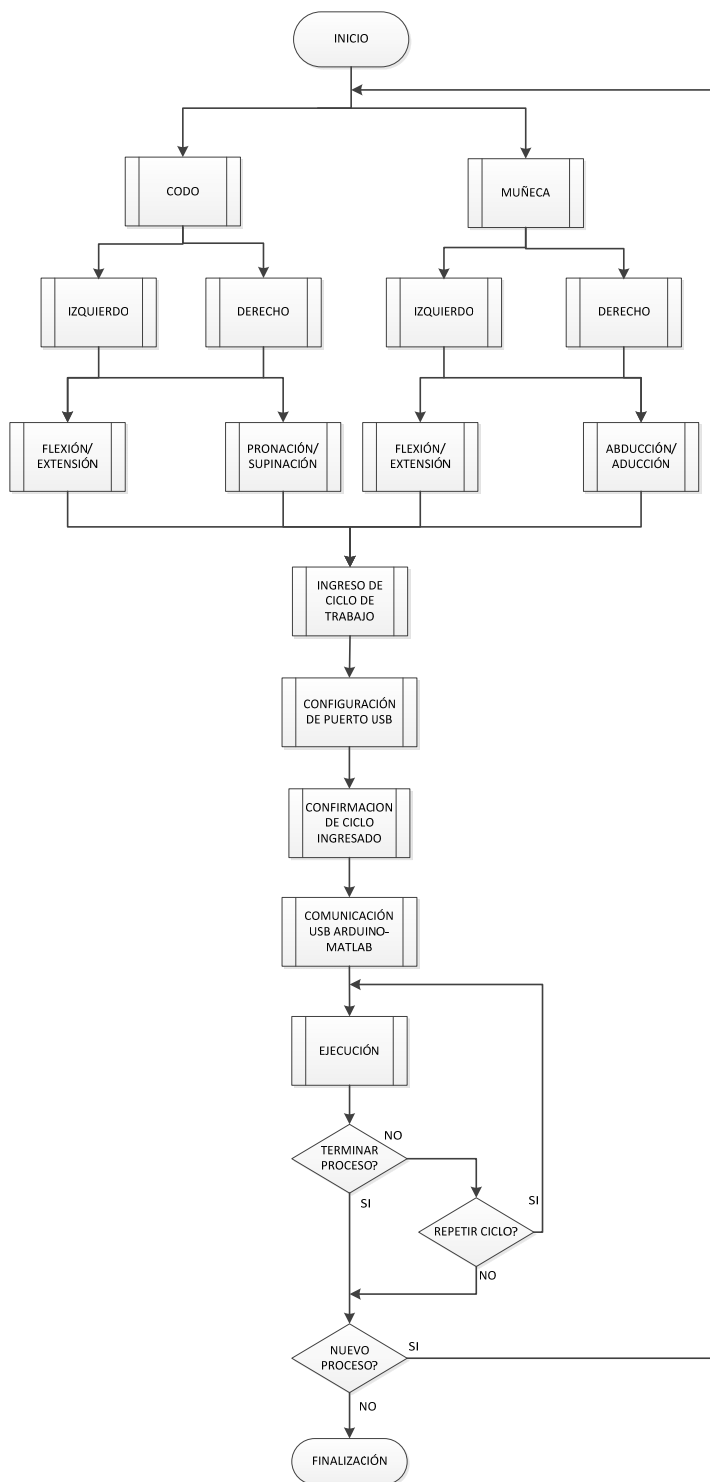 INICIO
CODO
MUÑECA
IZQUIERDO
DERECHO
IZQUIERDO
DERECHO
FLEXIÓN/
EXTENSIÓN
PRONACIÓN/
SUPINACIÓN
FLEXIÓN/
EXTENSIÓN
ABDUCCIÓN/
ADUCCIÓN
INGRESO DE
CICLO DE
TRABAJO
CONFIGURACIÓN
DE PUERTO USB
CONFIRMACION
DE CICLO
INGRESADO
COMUNICACIÓN
USB ARDUINO-
MATLAB
EJECUCIÓN
TERMINAR
PROCESO?
NO
SI
REPETIR CICLO?
SI
NO
NUEVO
PROCESO?
SI
NO
FINALIZACIÓN